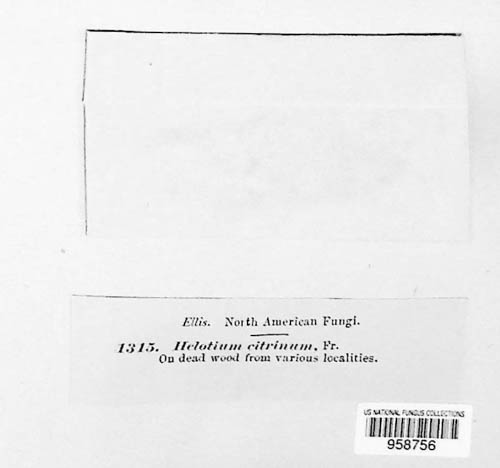 Ellis. North American Fungi.
1315. Helotium citrinum, Fr.
On dead wood from various localities.
US NATIONAL FUNGUS COLLECTIONS
958756